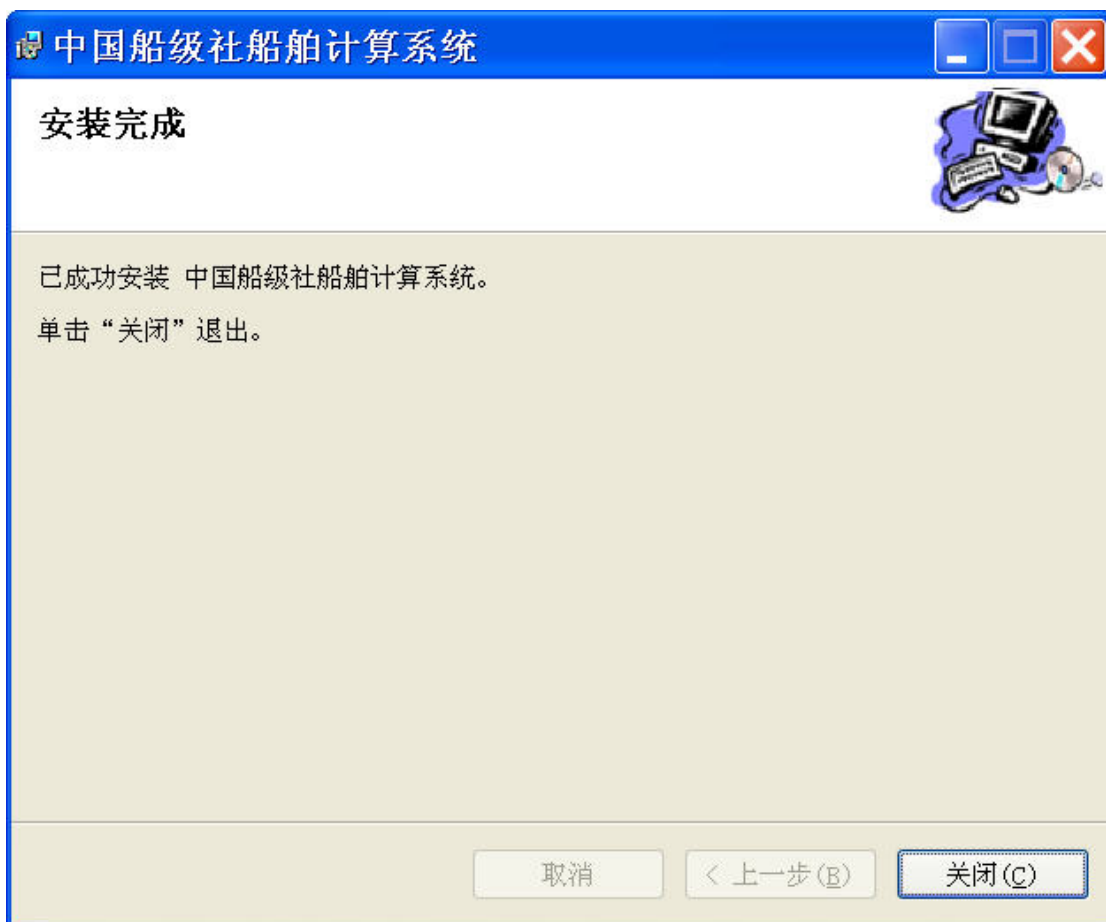 中国船级社船舶计算系统
安装完成
已成功安装 中国船级社船舶计算系统。
单击“关闭”退出。
取消
< 上一步(B)
关闭(C)